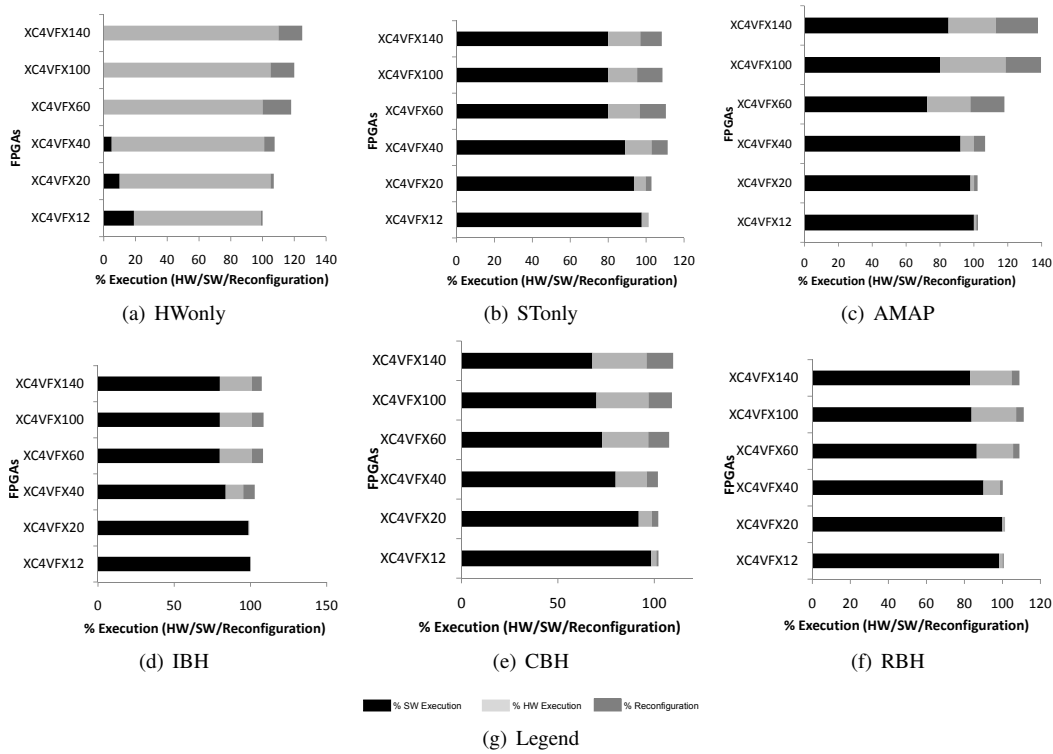 XC4VFX140
XC4VFX100
XC4VFX60
XC4VFX40
XC4VFX20
XC4VFX12
FPGAs
0 20 40 60 80 100 120 140
% Execution (HW/SW/Reconfiguration)
(a) HWonly
XC4VFX140
XC4VFX100
XC4VFX60
XC4VFX40
XC4VFX20
XC4VFX12
FPGAs
0 20 40 60 80 100 120
% Execution (HW/SW/Reconfiguration)
(b) STonly
XC4VFX140
XC4VFX100
XC4VFX60
XC4VFX40
XC4VFX20
XC4VFX12
FPGAs
0 20 40 60 80 100 120 140
% Execution (HW/SW/Reconfiguration)
(c) AMAP
XC4VFX140
XC4VFX100
XC4VFX60
XC4VFX40
XC4VFX20
XC4VFX12
FPGAs
0 50 100 150
% Execution (HW/SW/Reconfiguration)
(d) IBH
XC4VFX140
XC4VFX100
XC4VFX60
XC4VFX40
XC4VFX20
XC4VFX12
FPGAs
0 50 100
% Execution (HW/SW/Reconfiguration)
(e) CBH
XC4VFX140
XC4VFX100
XC4VFX60
XC4VFX40
XC4VFX20
XC4VFX12
FPGAs
0 20 40 60 80 100 120
% Execution (HW/SW/Reconfiguration)
(f) RBH
% SW Execution % HW Execution % Reconfiguration
(g) Legend